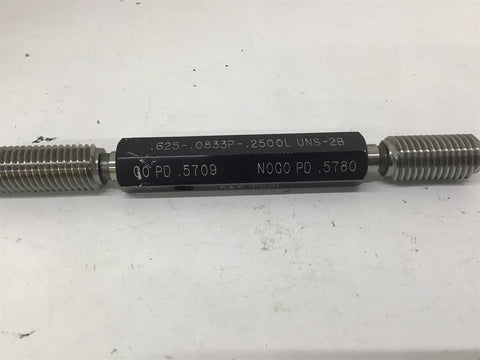 .625-.0833P-.2500L UNS-2B
GO PD .5709 NOGO PD .5780